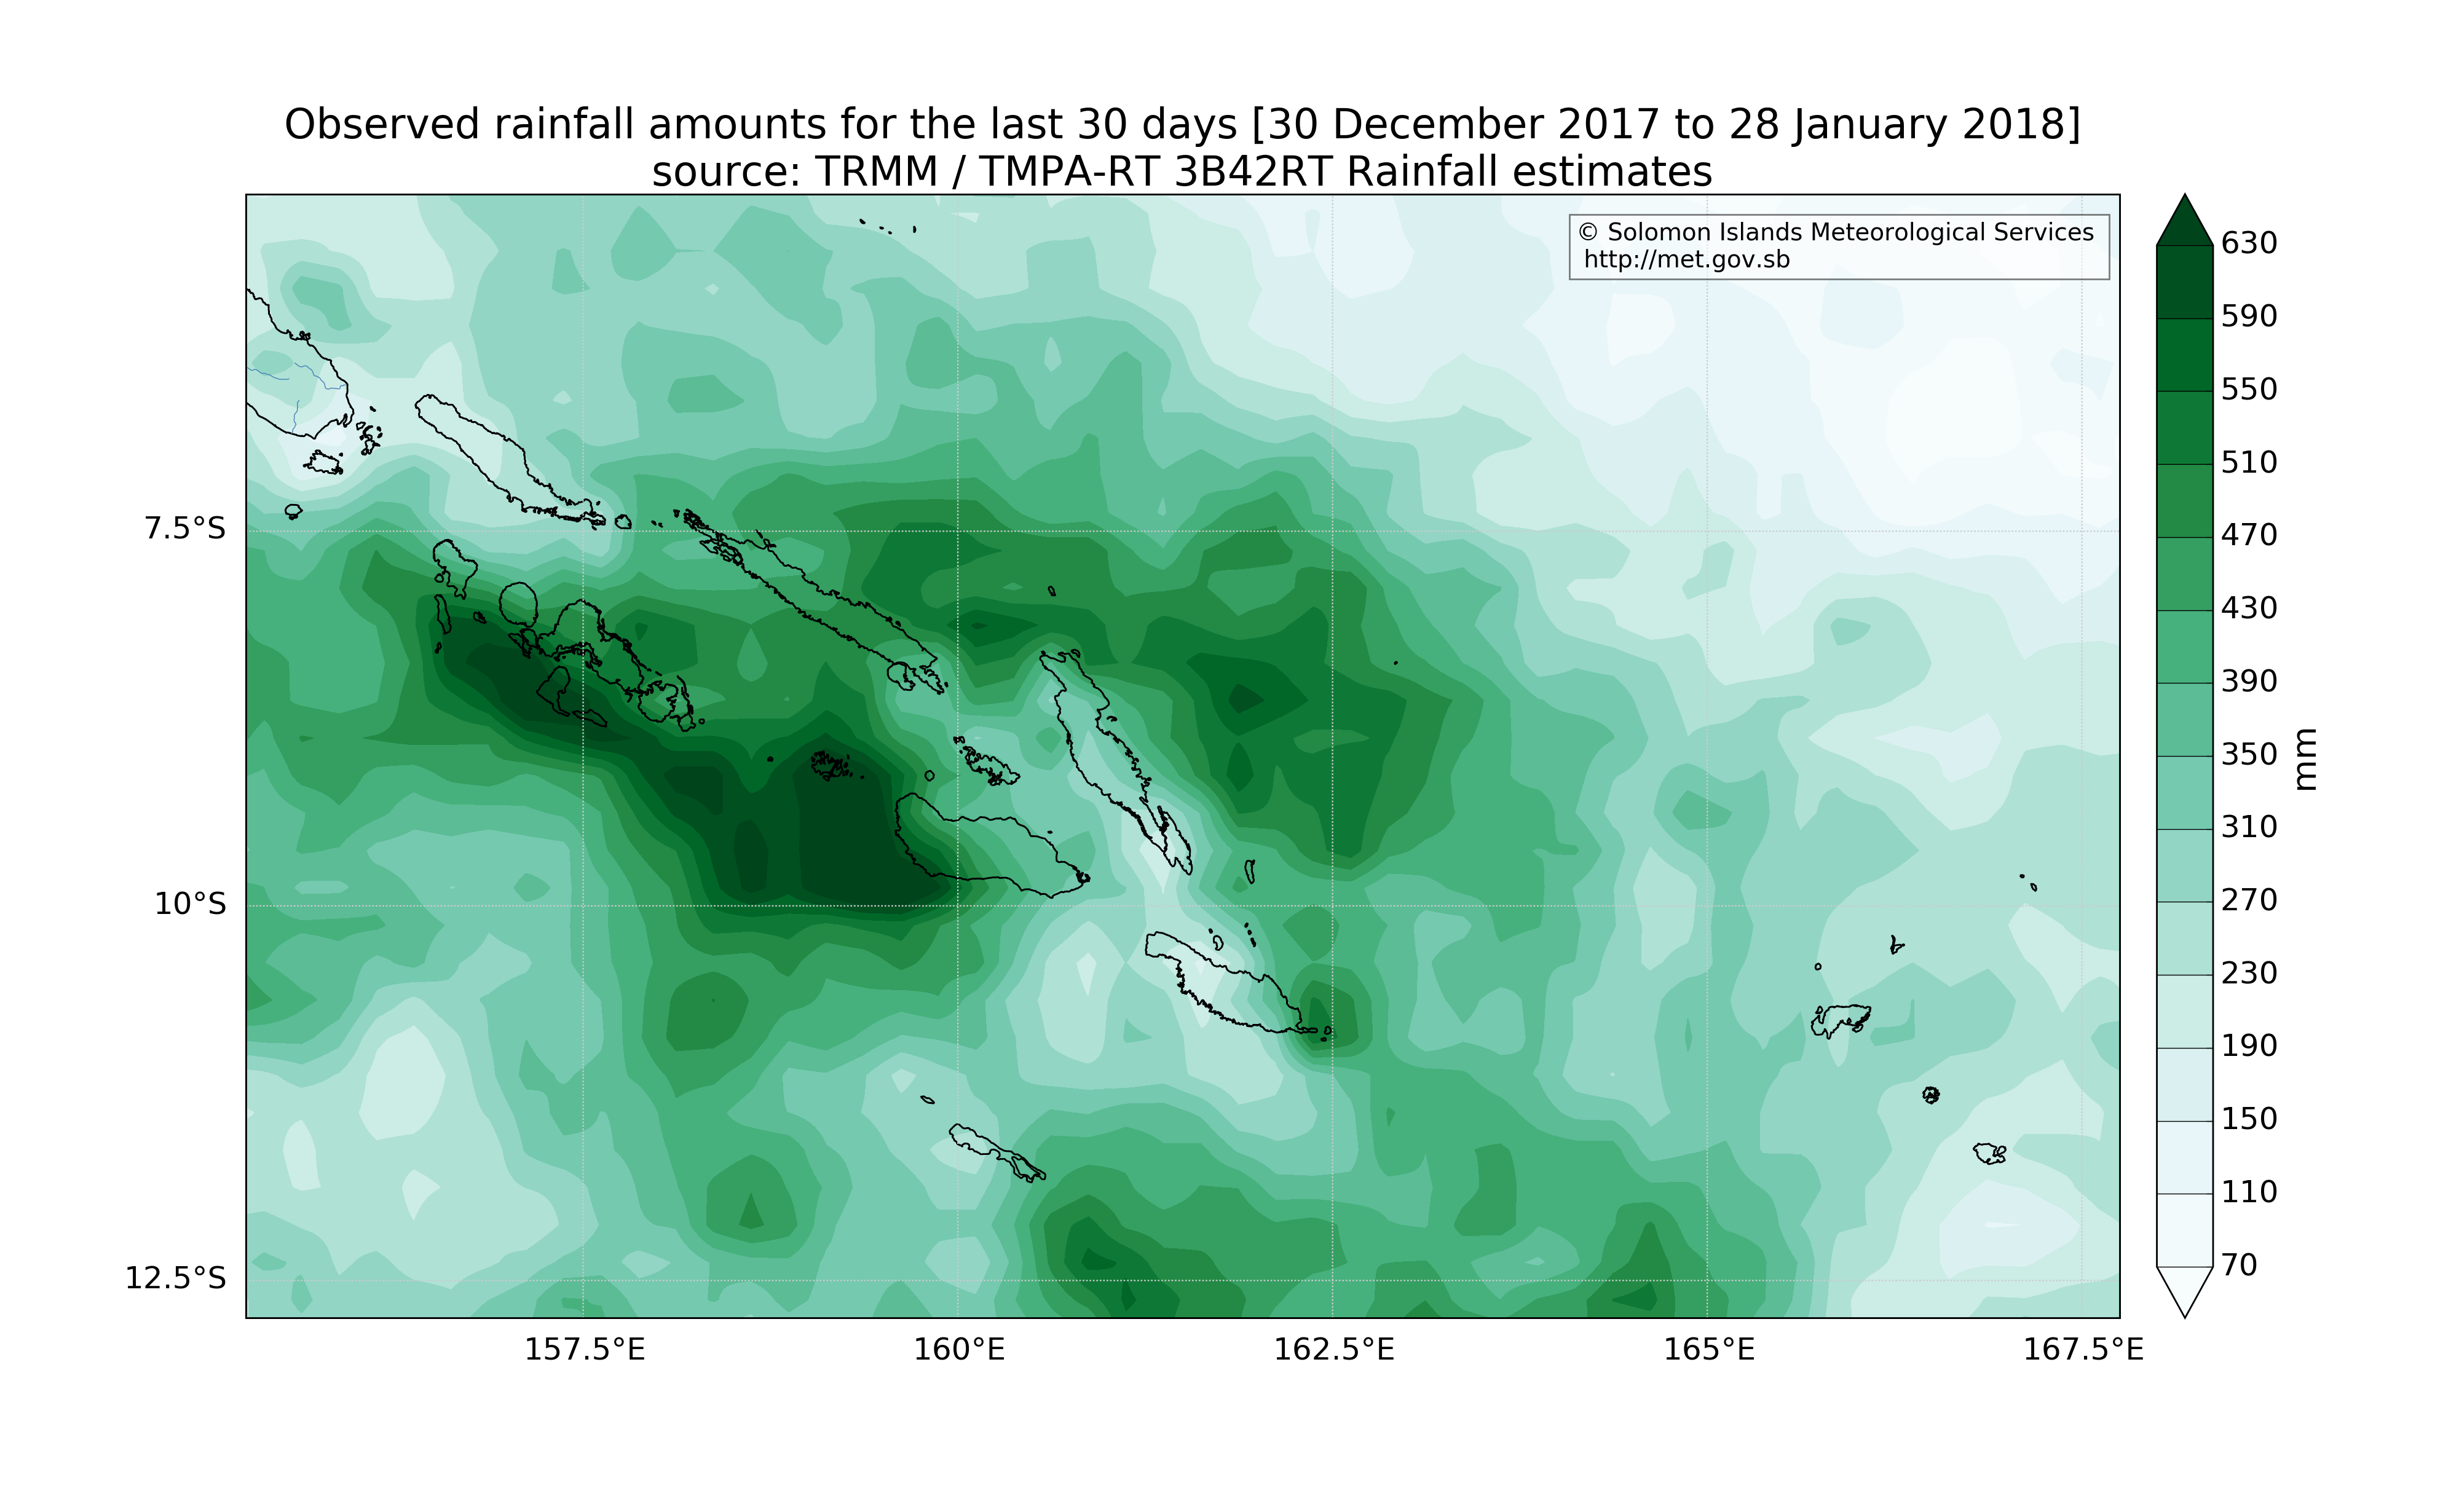 Observed rainfall amounts for the last 30 days [30 December 2017 to 28 January 2018]
source: TRMM / TMPA-RT 3B42RT Rainfall estimates
© Solomon Islands Meteorological Services
http://met.gov.sb
7.5°S
10°S
12.5°S
157.5°E
160°E
162.5°E
165°E
167.5°E
630
590
550
510
470
430
390
350
310
270
230
190
150
110
70
mm